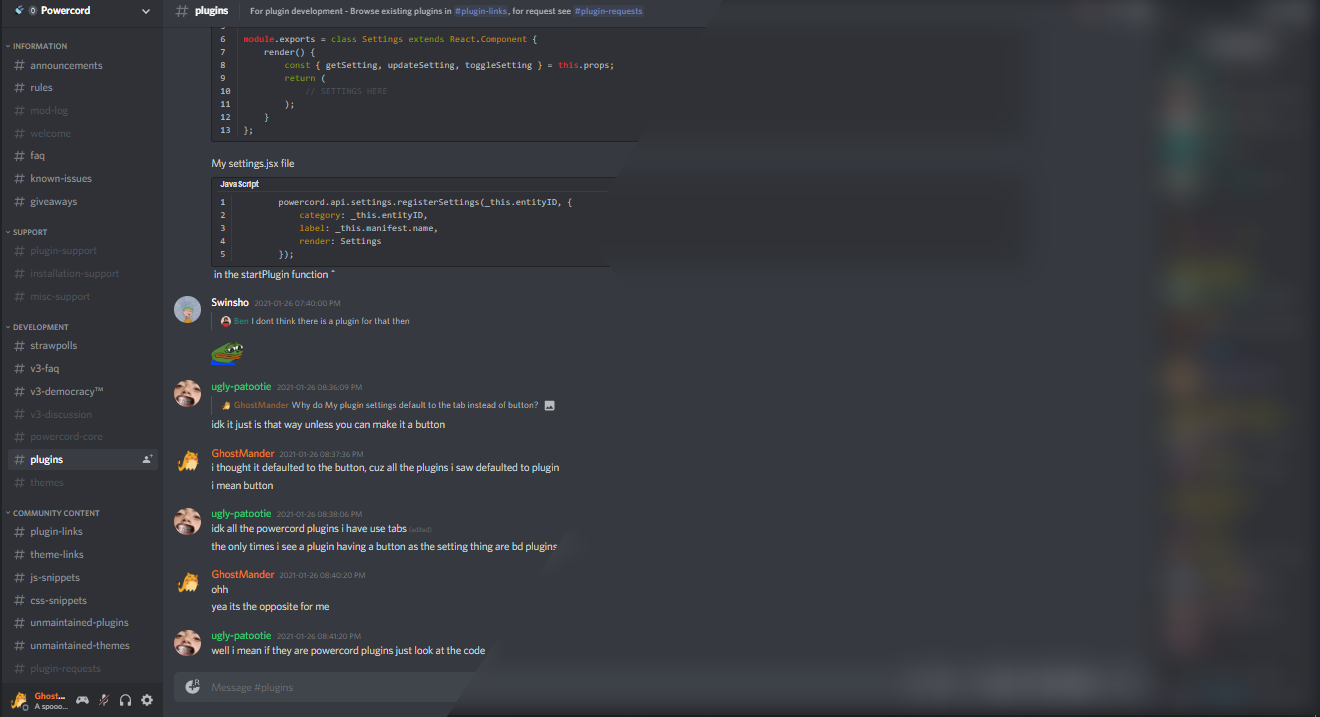 Powercord
INFORMATION
# announcements
# rules
# mod-log
# welcome
# faq
# known-issues
# giveaways
SUPPORT
# plugin-support
# installation-support
# misc-support
DEVELOPMENT
# strawpolls
# v3-faq
# v3-democracy™
# v3-discussion
# powercord-core
# plugins
# themes
COMMUNITY CONTENT
# plugin-links
# theme-links
# js-snippets
# css-snippets
# unmaintained-plugins
# unmaintained-themes
# plugin-requests
Ghost...
A spooo...
# plugins For plugin development - Browse existing plugins in #plugin-links, for request see #plugin-requests
6 module.exports = class Settings extends React.Component {
7 render() {
8 const { getSetting, updateSetting, toggleSetting } = this.props;
9 return (
10 // SETTINGS HERE
11 );
12 }
13 };
My settings.jsx file
JavaScript
1 powercord.api.settings.registerSettings(_this.entityID, {
2 category: _this.entityID,
3 label: _this.manifest.name,
4 render: Settings
5 });
in the startPlugin function ^
Swinsho 2021-01-26 07:40:00 PM
Ben I dont think there is a plugin for that then
ugly-patootie 2021-01-26 08:36:09 PM
GhostMander Why do My plugin settings default to the tab instead of button?
idk it just is that way unless you can make it a button
GhostMander 2021-01-26 08:37:36 PM
i thought it defaulted to the button, cuz all the plugins i saw defaulted to plugin
i mean button
ugly-patootie 2021-01-26 08:38:06 PM
idk all the powercord plugins i have use tabs (edited)
the only times i see a plugin having a button as the setting thing are bd plugins
GhostMander 2021-01-26 08:40:20 PM
ohh
yea its the opposite for me
ugly-patootie 2021-01-26 08:41:20 PM
well i mean if they are powercord plugins just look at the code
Message #plugins